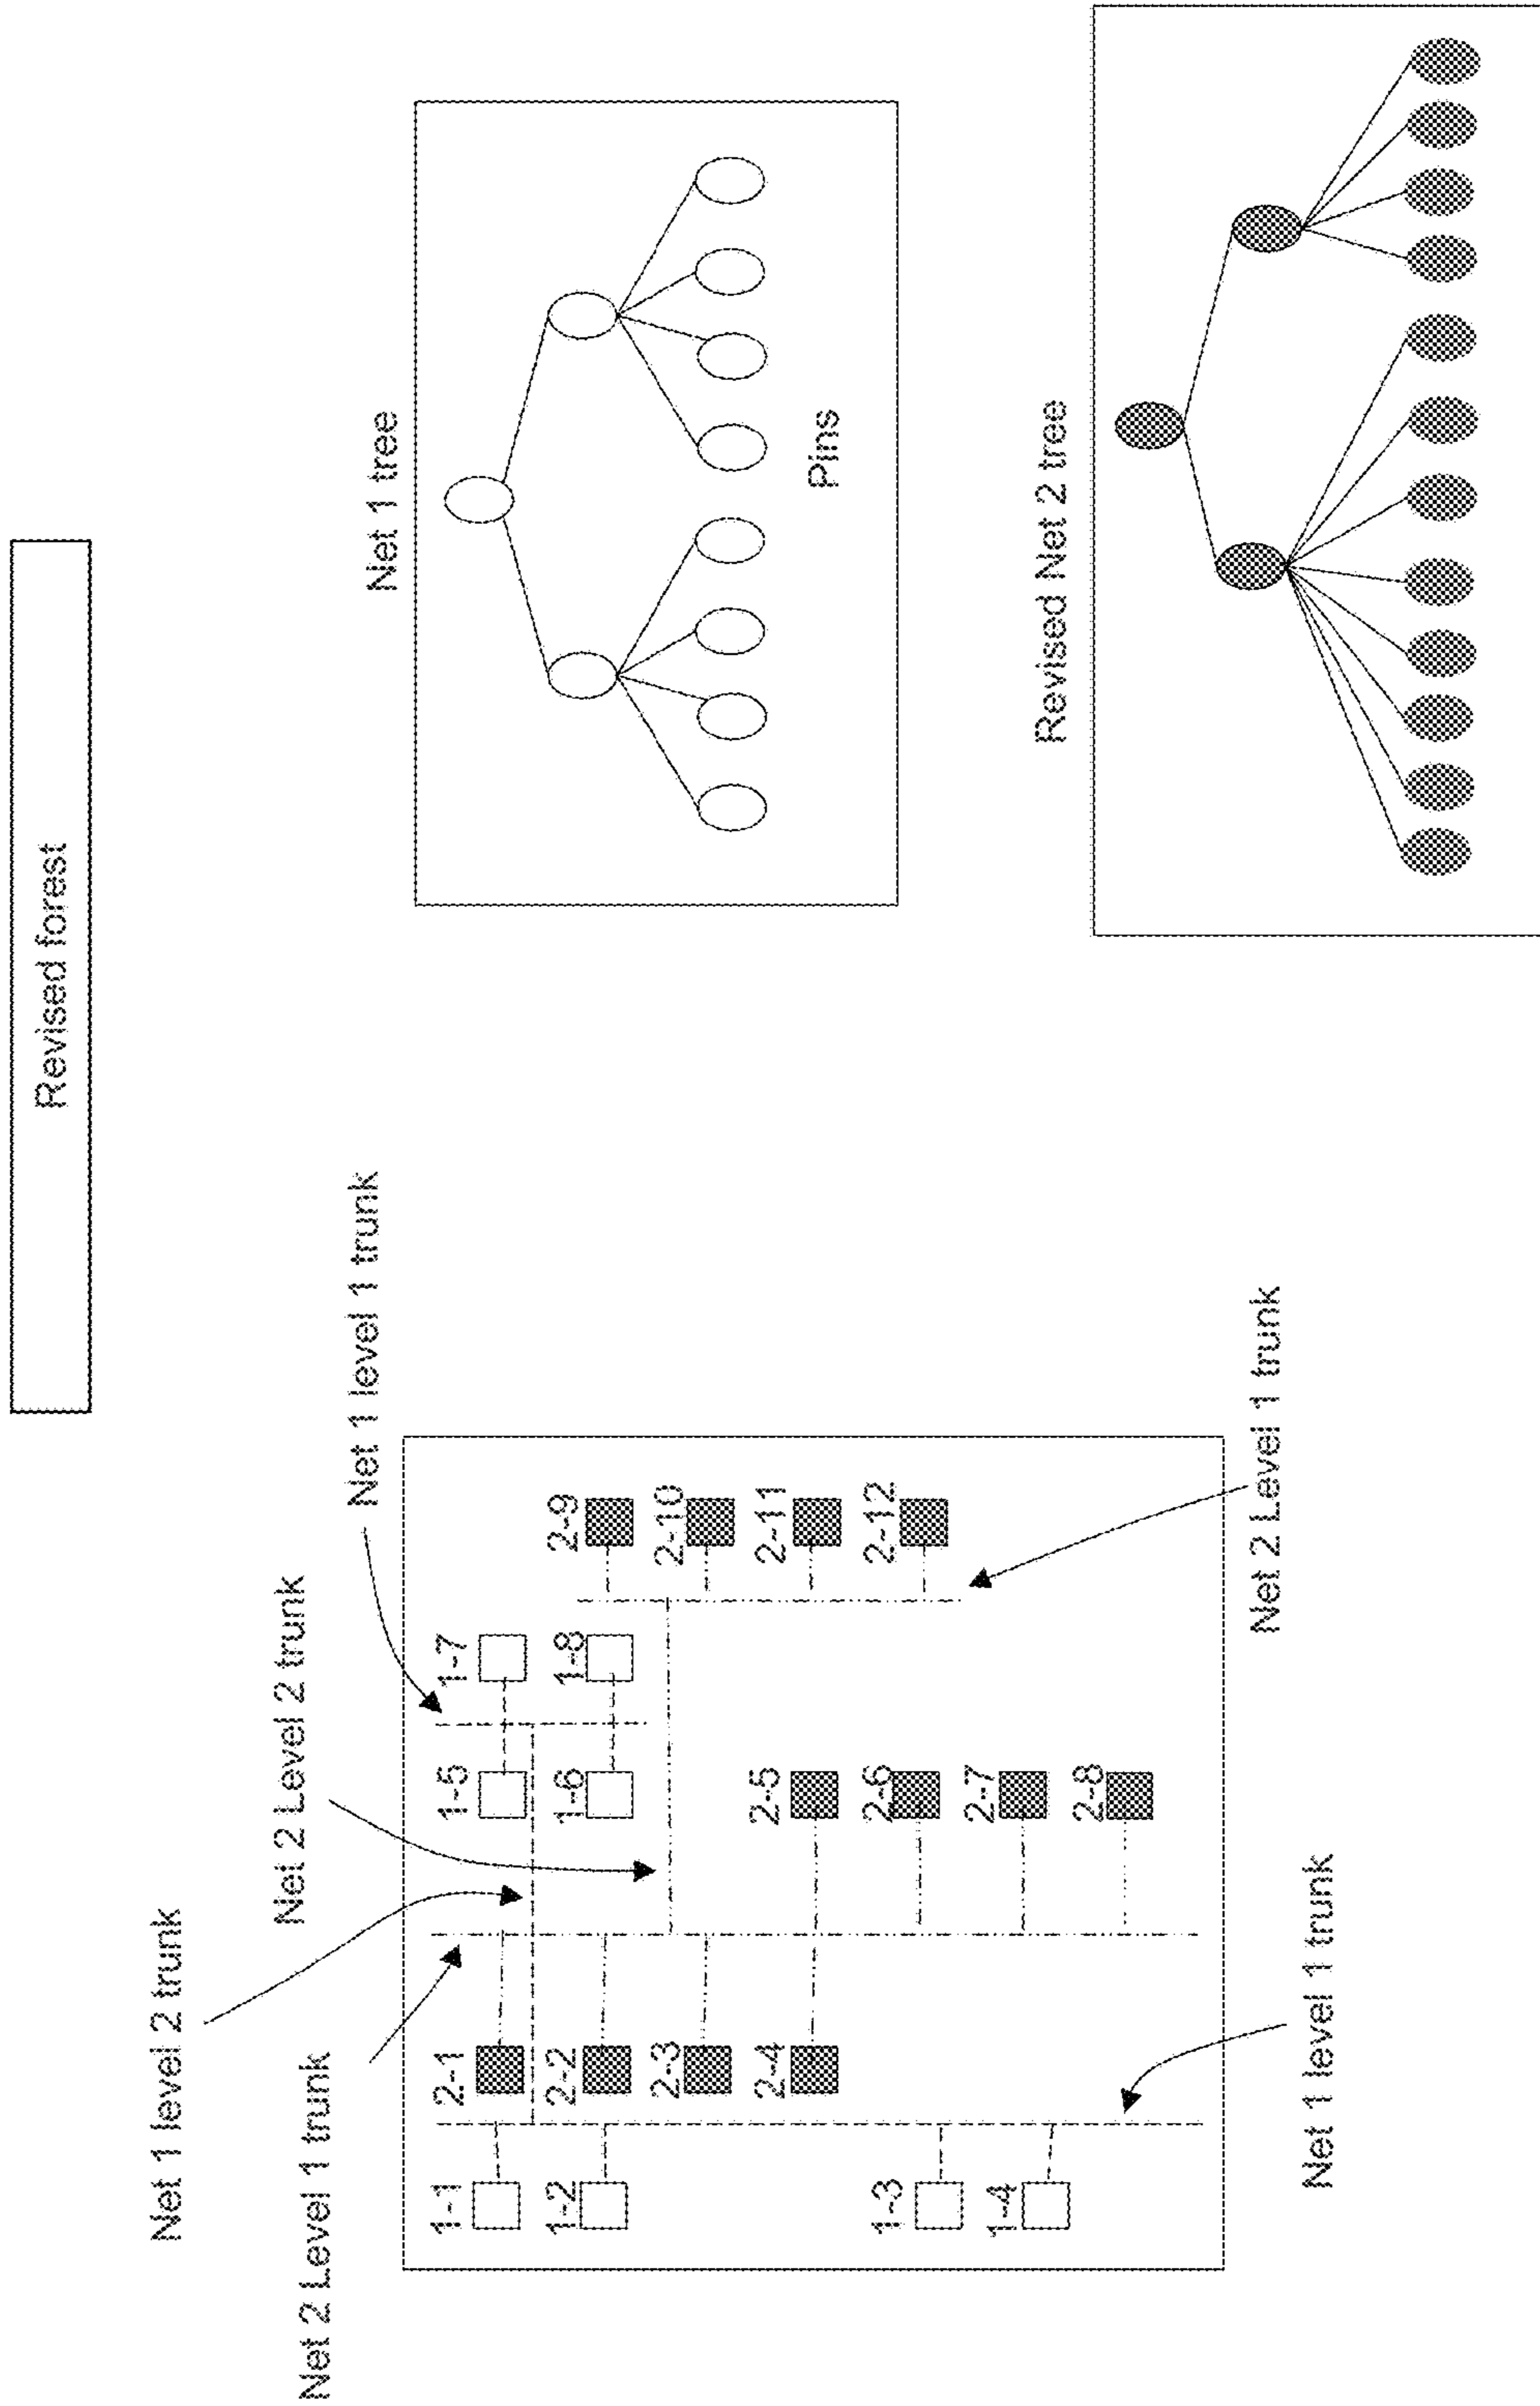 Revised forest
Net 1 level 2 trunk
Net 2 Level 2 trunk
Net 1 level 1 trunk
Net 2 Level 1 trunk
1-1
2-1
1-5
1-7
2-9
1-2
2-2
1-6
1-8
2-10
2-3
2-11
2-4
2-5
2-12
1-3
2-6
1-4
2-7
2-8
Net 1 level 1 trunk
Net 2 Level 1 trunk
Net 1 tree
Pins
Revised Net 2 tree